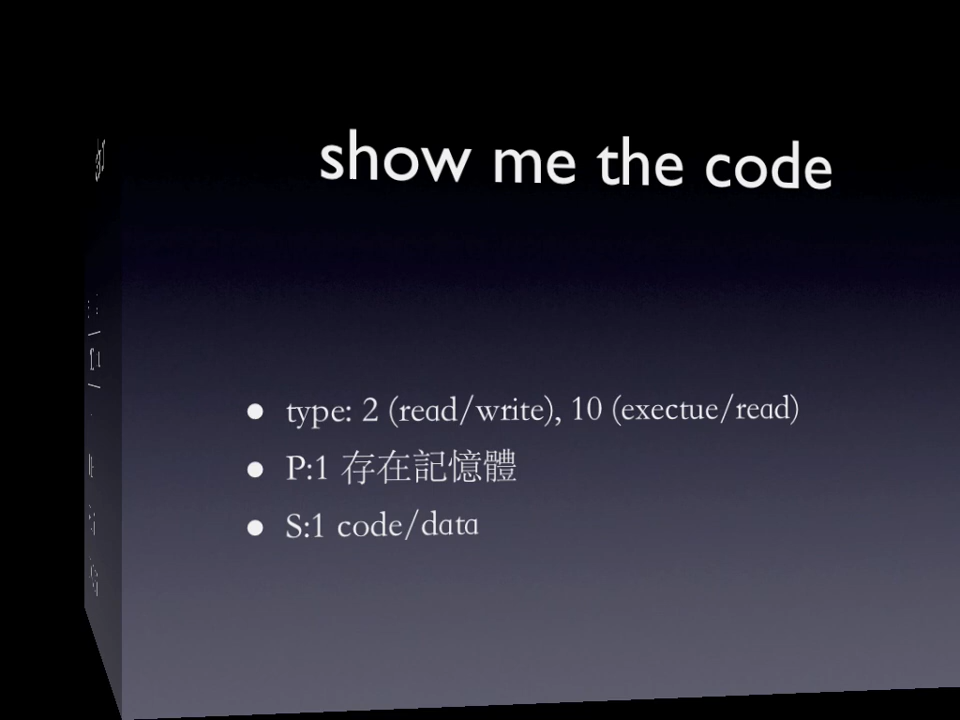 show me the code
type: 2 (read/write), 10 (exectue/read)
P:1 存在記憶體
S:1 code/data